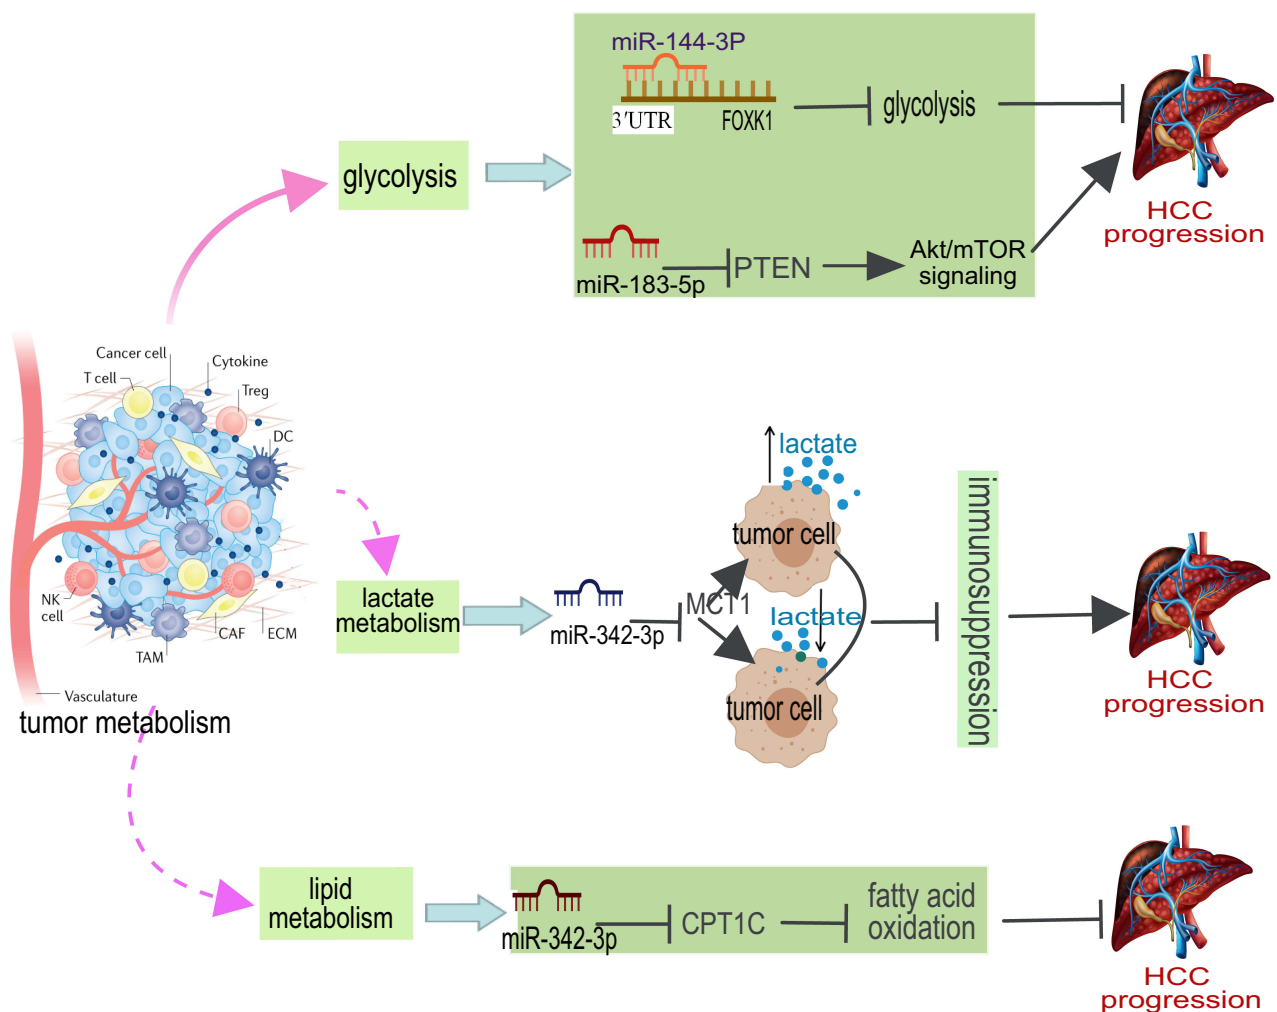 miR-144-3P
3'UTR
FOXK1
glycolysis
glycolysis
HCC
progression
miR-183-5p
PTEN
Akt/mTOR
signaling
Cancer cell
Cytokine
T cell
Treg
DC
NK
cell
CAF
ECM
TAM
Vasculature
tumor metabolism
lactate
metabolism
miR-342-3p
MCT1
lactate
tumor cell
lactate
tumor cell
immunosuppression
HCC
progression
lipid
metabolism
miR-342-3p
CPT1C
fatty acid
oxidation
HCC
progression